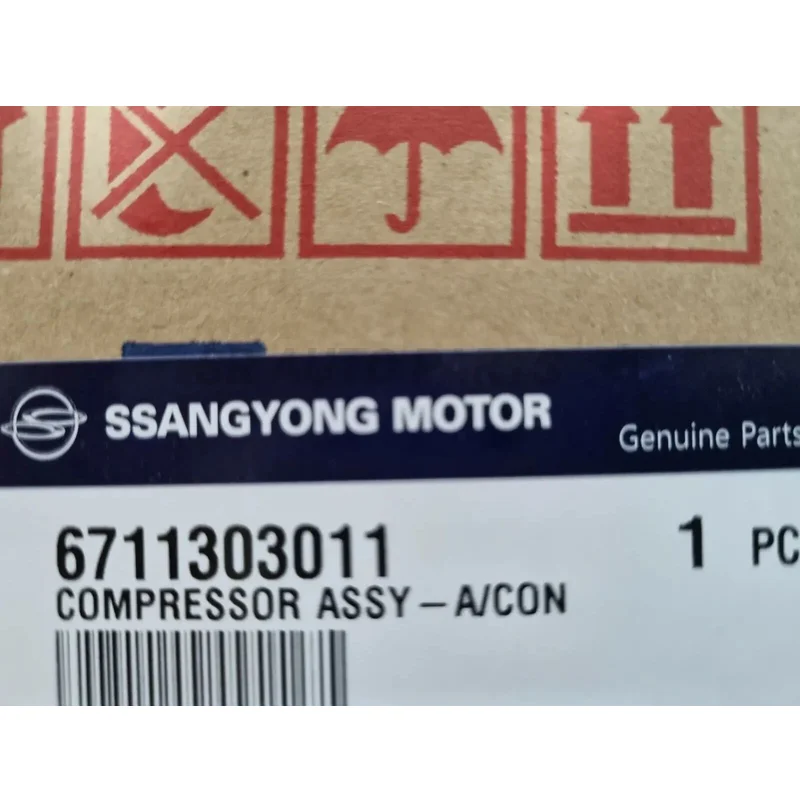 SSANGYONG MOTOR
Genuine Parts
6711303011
1 PC
COMPRESSOR ASSY – A/CON